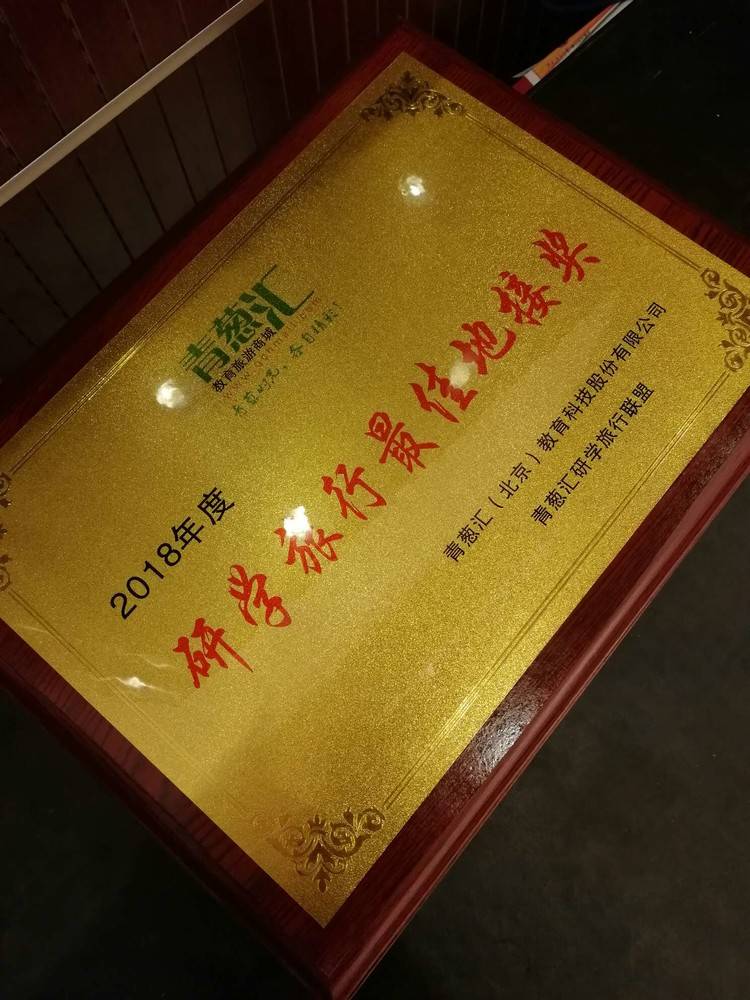 青葱汇
教育旅游商城
2018年度
研学旅行最佳地接奖
青葱汇（北京）教育科技股份有限公司
青葱汇研学旅行联盟